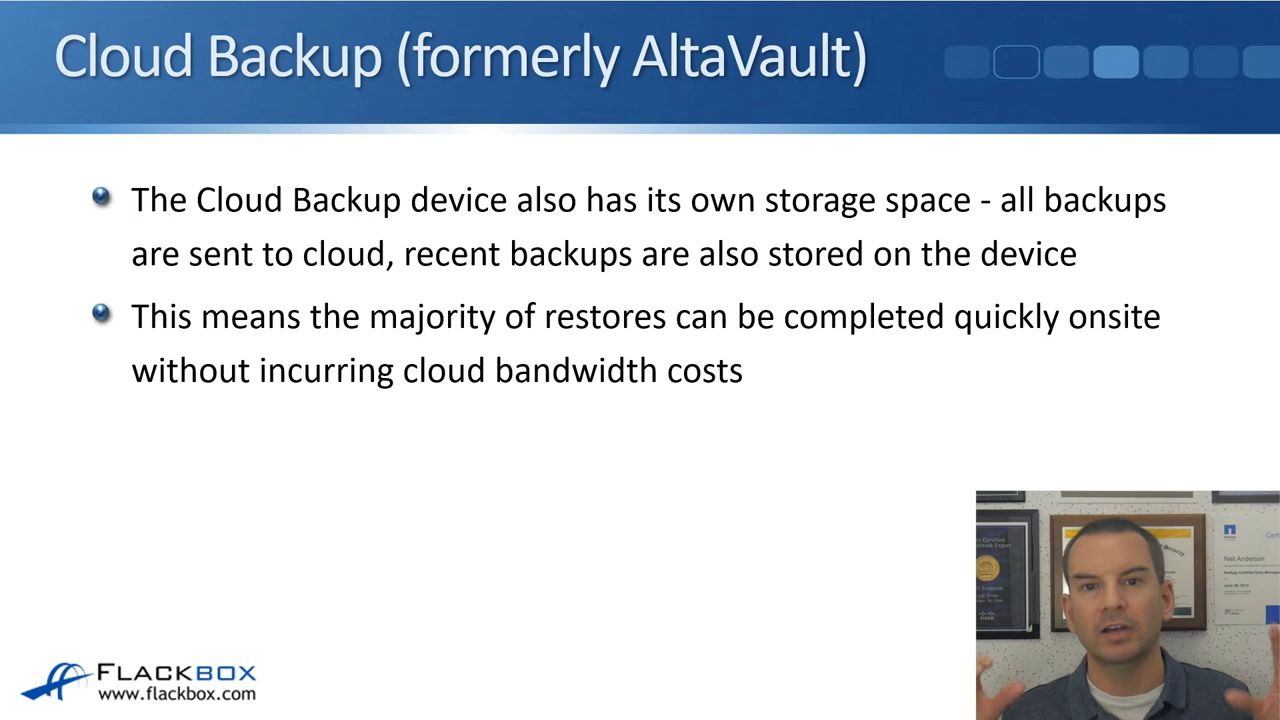 Cloud Backup (formerly AltaVault)
The Cloud Backup device also has its own storage space - all backups
are sent to cloud, recent backups are also stored on the device
This means the majority of restores can be completed quickly onsite
without incurring cloud bandwidth costs
Neil Anderson
FLACKBOX
www.flackbox.com